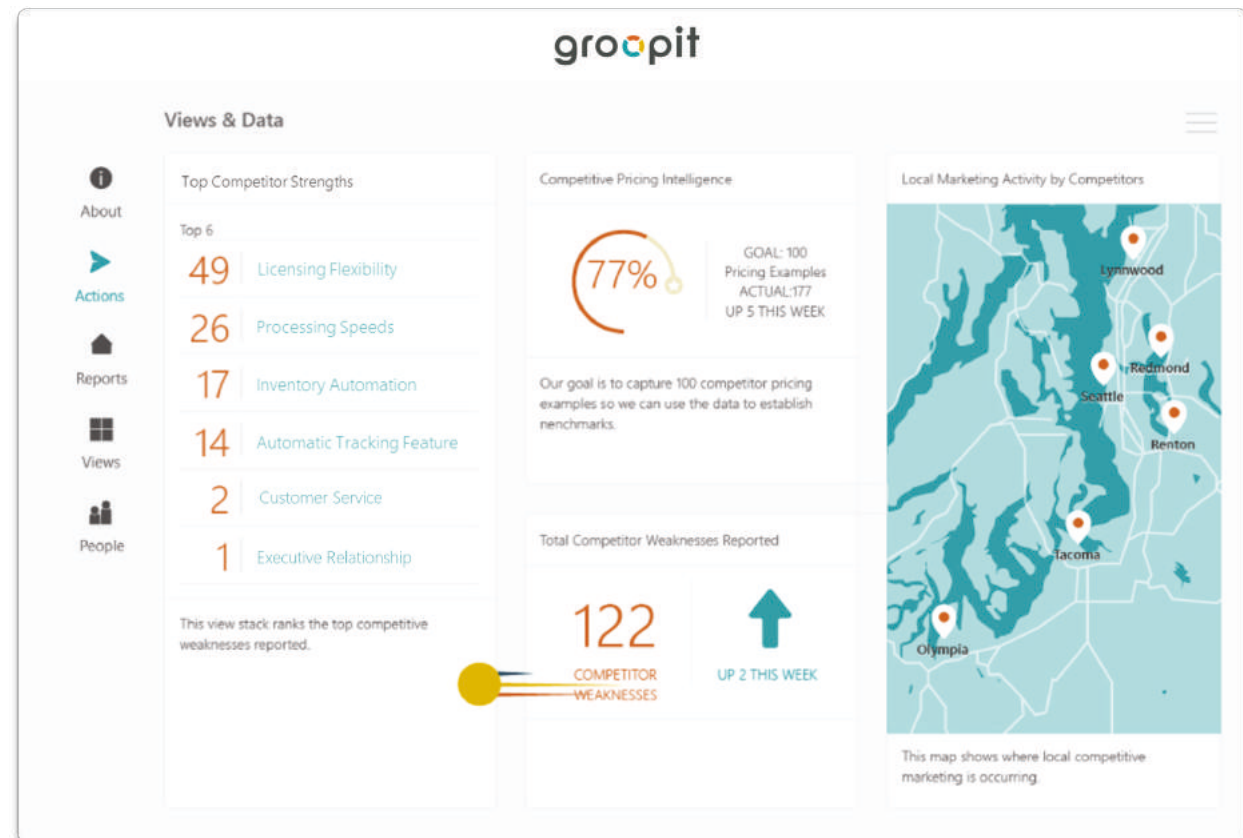 groopit
Views & Data
About
Actions
Reports
Views
People
Top Competitor Strengths
Top 6
49 Licensing Flexibility
26 Processing Speeds
17 Inventory Automation
14 Automatic Tracking Feature
2 Customer Service
1 Executive Relationship
This view stack ranks the top competitive
weaknesses reported.
Competitive Pricing Intelligence
77%
GOAL: 100
Pricing Examples
ACTUAL:177
UP 5 THIS WEEK
Our goal is to capture 100 competitor pricing
examples so we can use the data to establish
nenchmarks.
Total Competitor Weaknesses Reported
122
COMPETITOR
WEAKNESSES
UP 2 THIS WEEK
Local Marketing Activity by Competitors
Lynnwood
Redmond
Seattle
Renton
Tacoma
Olympia
This map shows where local competitive
marketing is occurring.